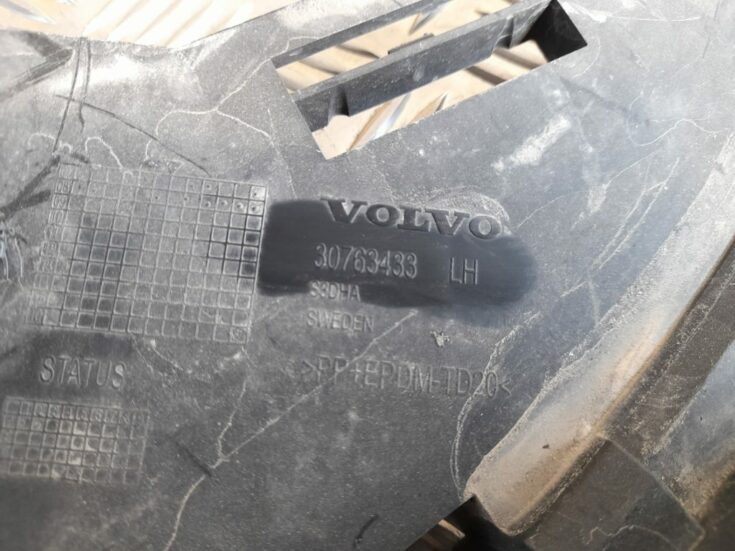 VOLVO
30763433 LH
S3DHA
SWEDEN
>PP+EPDM-TD20<
STATUS